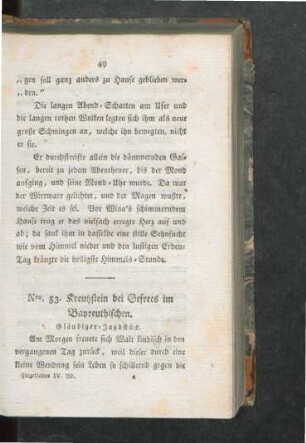 49
„gen soll ganz anders zu Hause geblieben wer-
„den.“
Die langen Abend-Schatten am Ufer und
die langen rothen Wolken legten sich ihm als neue
große Schwingen an, welche ihn bewegten, nicht
er sie.
Er durchstreifte allein die dämmernden Gas-
sen, bereit zu jedem Abentheuer, bis der Mond
aufging, und seine Mond-Uhr wurde. Da war
der Wirrwarr gelichtet, und der Magen wußte,
welche Zeit es sei. Vor Wina's schimmerndem
Hause trug er das vielfach erregte Herz auf und
ab; da sank ihm in dasselbe eine stille Sehnsucht
wie vom Himmel nieder und den lustigen Erden-
Tag kränzte die heiligste Himmels-Stunde.
Nro. 53. Kreuzstein bei Gefrees im
Bayreuthischen.
Gläubiger-Jagdstück.
Am Morgen freuete sich Walt kindisch in den
vergangenen Tag zurück, weil dieser durch eine
kleine Wendung sein Leben so schillernd gegen die
Flegeljahre IV. Bd.